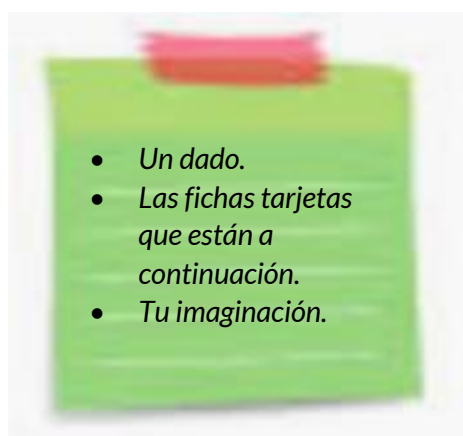 • Un dado.
• Las fichas tarjetas
que están a
continuación.
• Tu imaginación.